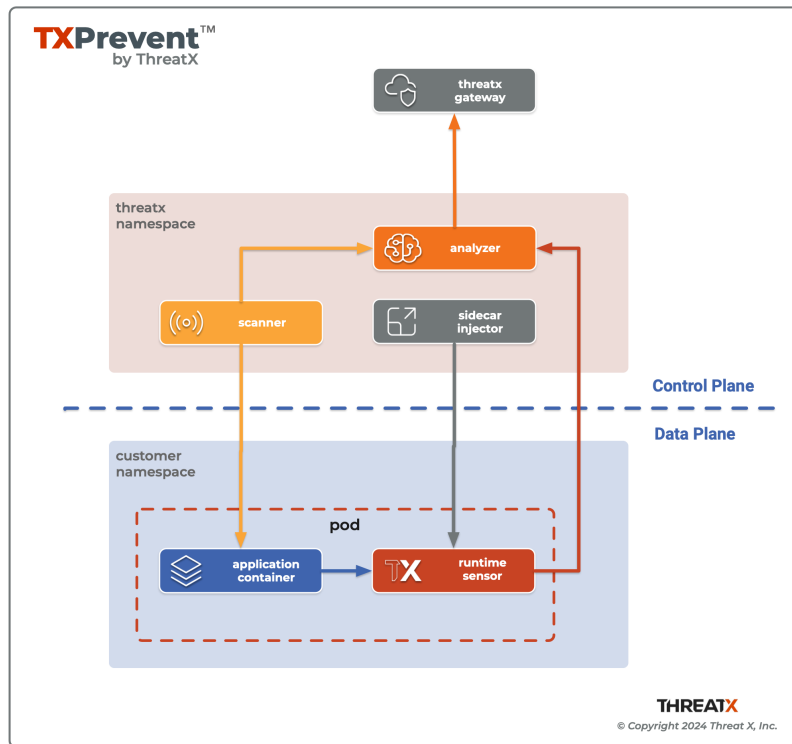 TXPrevent™
by ThreatX
threatx
gateway
threatx
namespace
analyzer
scanner
sidecar
injector
Control Plane
Data Plane
customer
namespace
pod
application
container
TX
runtime
sensor
THREATX
© Copyright 2024 Threat X, Inc.